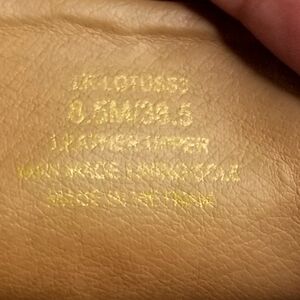 8.5M/39.5
LEATHER UPPER
MAN MADE LINING/SOLE
MADE IN VIETNAM